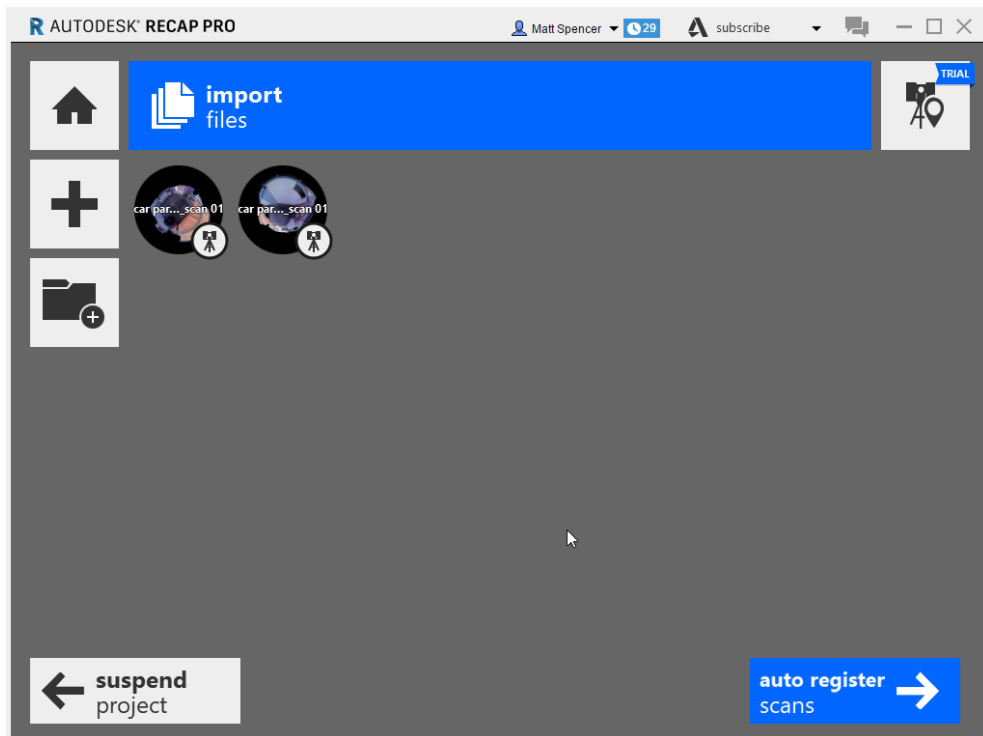 R AUTODESK® RECAP PRO
Matt Spencer
29
subscribe
import
files
TRIAL
car par..._scan 01
car par..._scan 01
suspend
project
auto register
scans